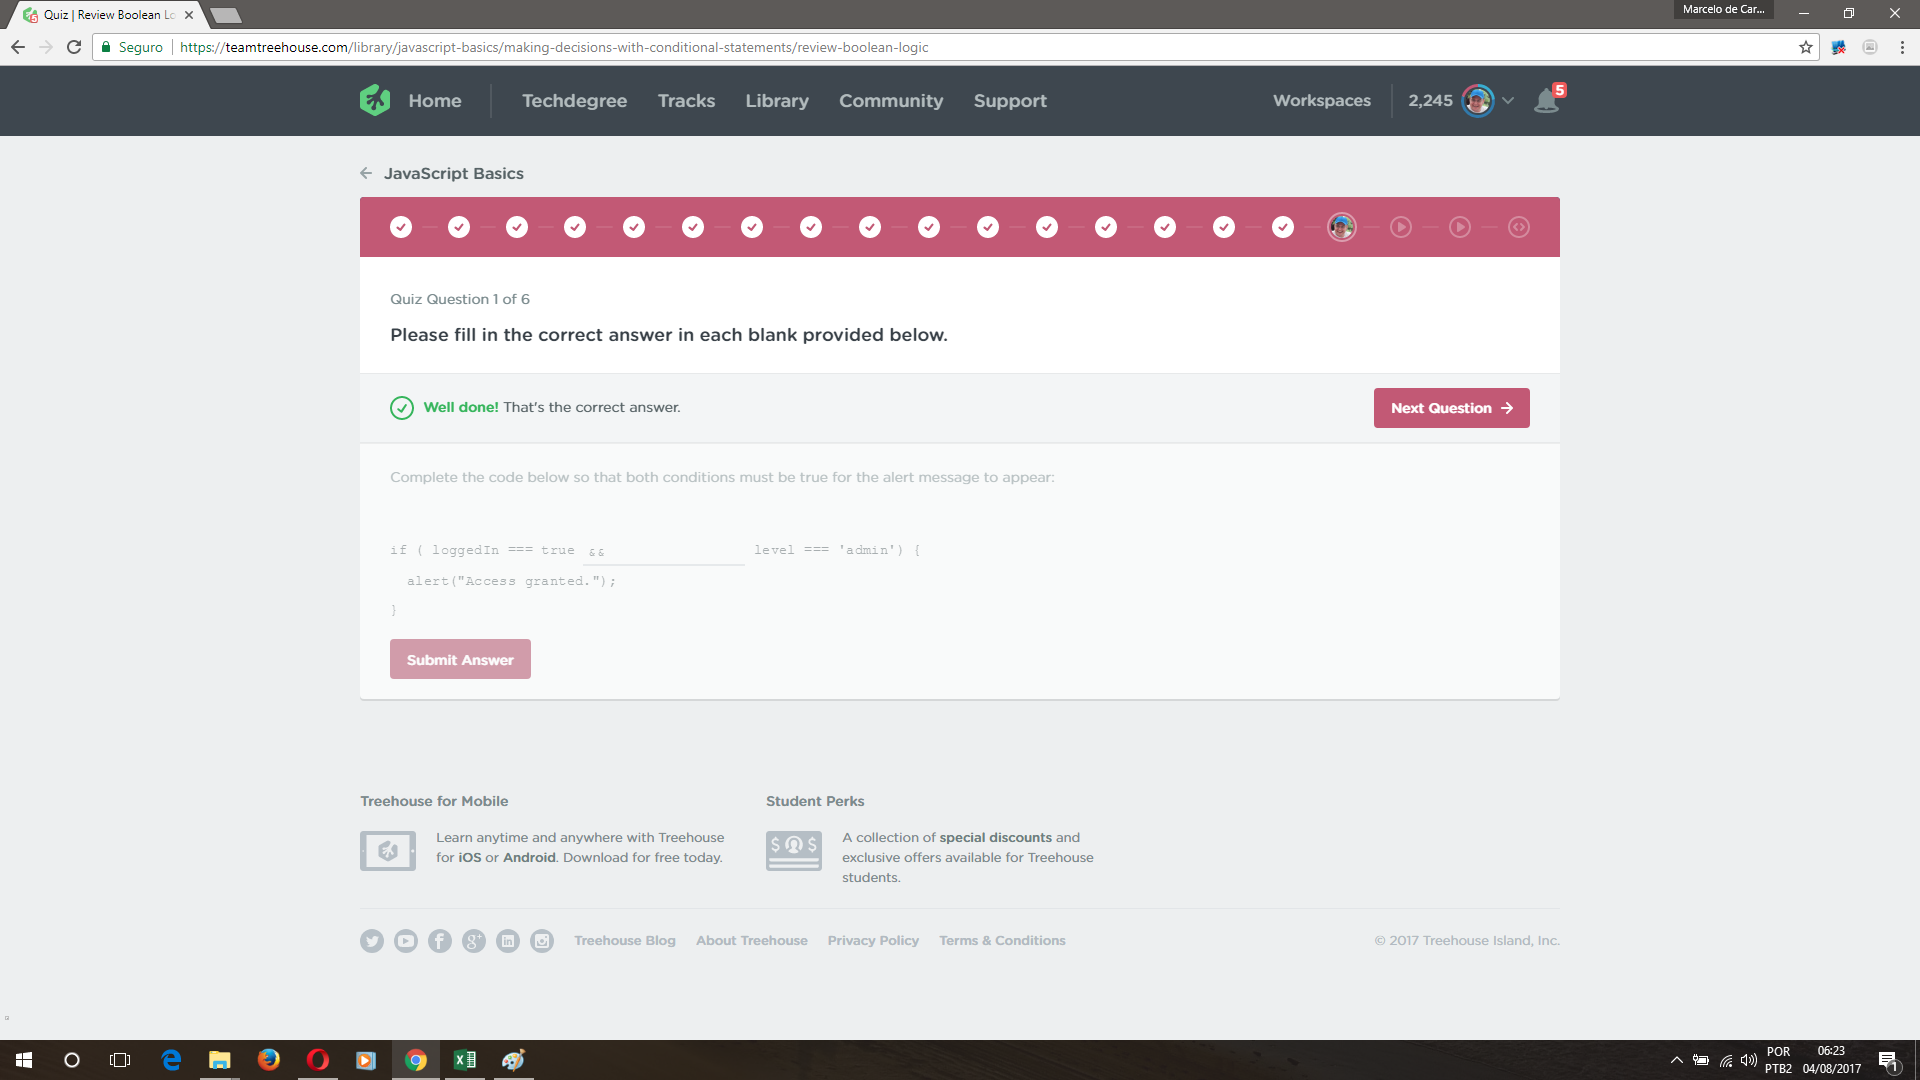 Quiz | Review Boolean Lo
Marcelo de Car...
Seguro
https://teamtreehouse.com/library/javascript-basics/making-decisions-with-conditional-statements/review-boolean-logic
Home
Techdegree
Tracks
Library
Community
Support
Workspaces
2,245
5
JavaScript Basics
Quiz Question 1 of 6
Please fill in the correct answer in each blank provided below.
Well done! That's the correct answer.
Next Question
Complete the code below so that both conditions must be true for the alert message to appear:
if ( loggedIn === true && level === 'admin') {
alert("Access granted.");
}
Submit Answer
Treehouse for Mobile
Learn anytime and anywhere with Treehouse
for iOS or Android. Download for free today.
Student Perks
A collection of special discounts and
exclusive offers available for Treehouse
students.
Treehouse Blog
About Treehouse
Privacy Policy
Terms & Conditions
© 2017 Treehouse Island, Inc.
POR
PTB2
06:23
04/08/2017
1